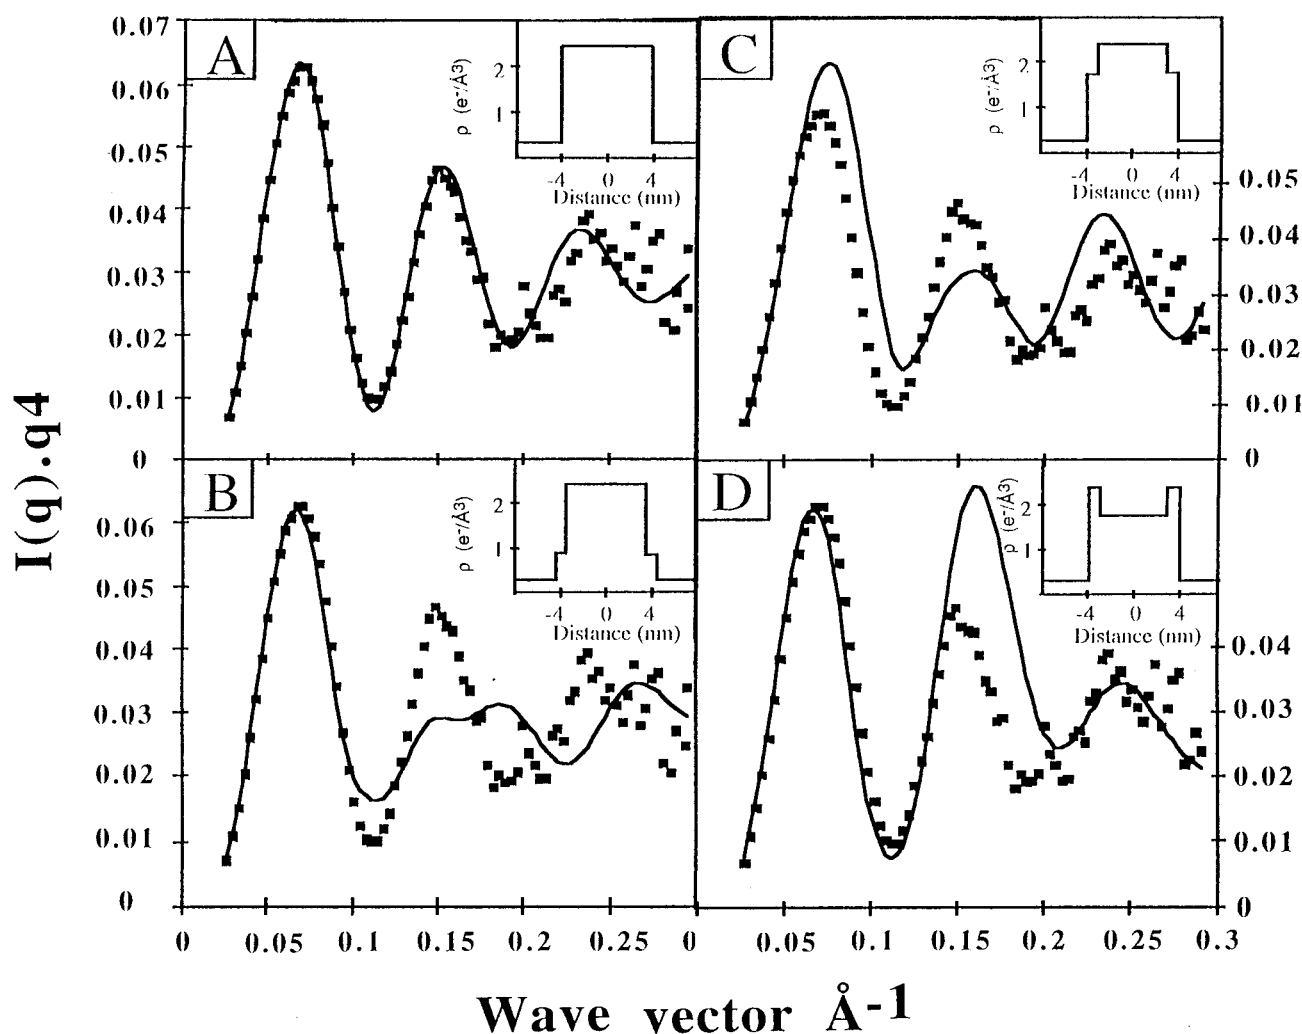 I(q).q4
0.07
0.06
0.05
0.04
0.03
0.02
0.01
0
A
ρ (e⁻/Å3)
2
1
-4 0 4
Distance (nm)
C
ρ (e⁻/Å3)
2
1
-4 0 4
Distance (nm)
0.05
0.04
0.03
0.02
0.01
0
0.06
0.05
0.04
0.03
0.02
0.01
0
B
ρ (e⁻/Å3)
2
1
-4 0 4
Distance (nm)
D
ρ (e⁻/Å3)
2
1
-4 0 4
Distance (nm)
0.04
0.03
0.02
0.01
0
0 0.05 0.1 0.15 0.2 0.25 0 0.05 0.1 0.15 0.2 0.25 0.3
Wave vector Å-1